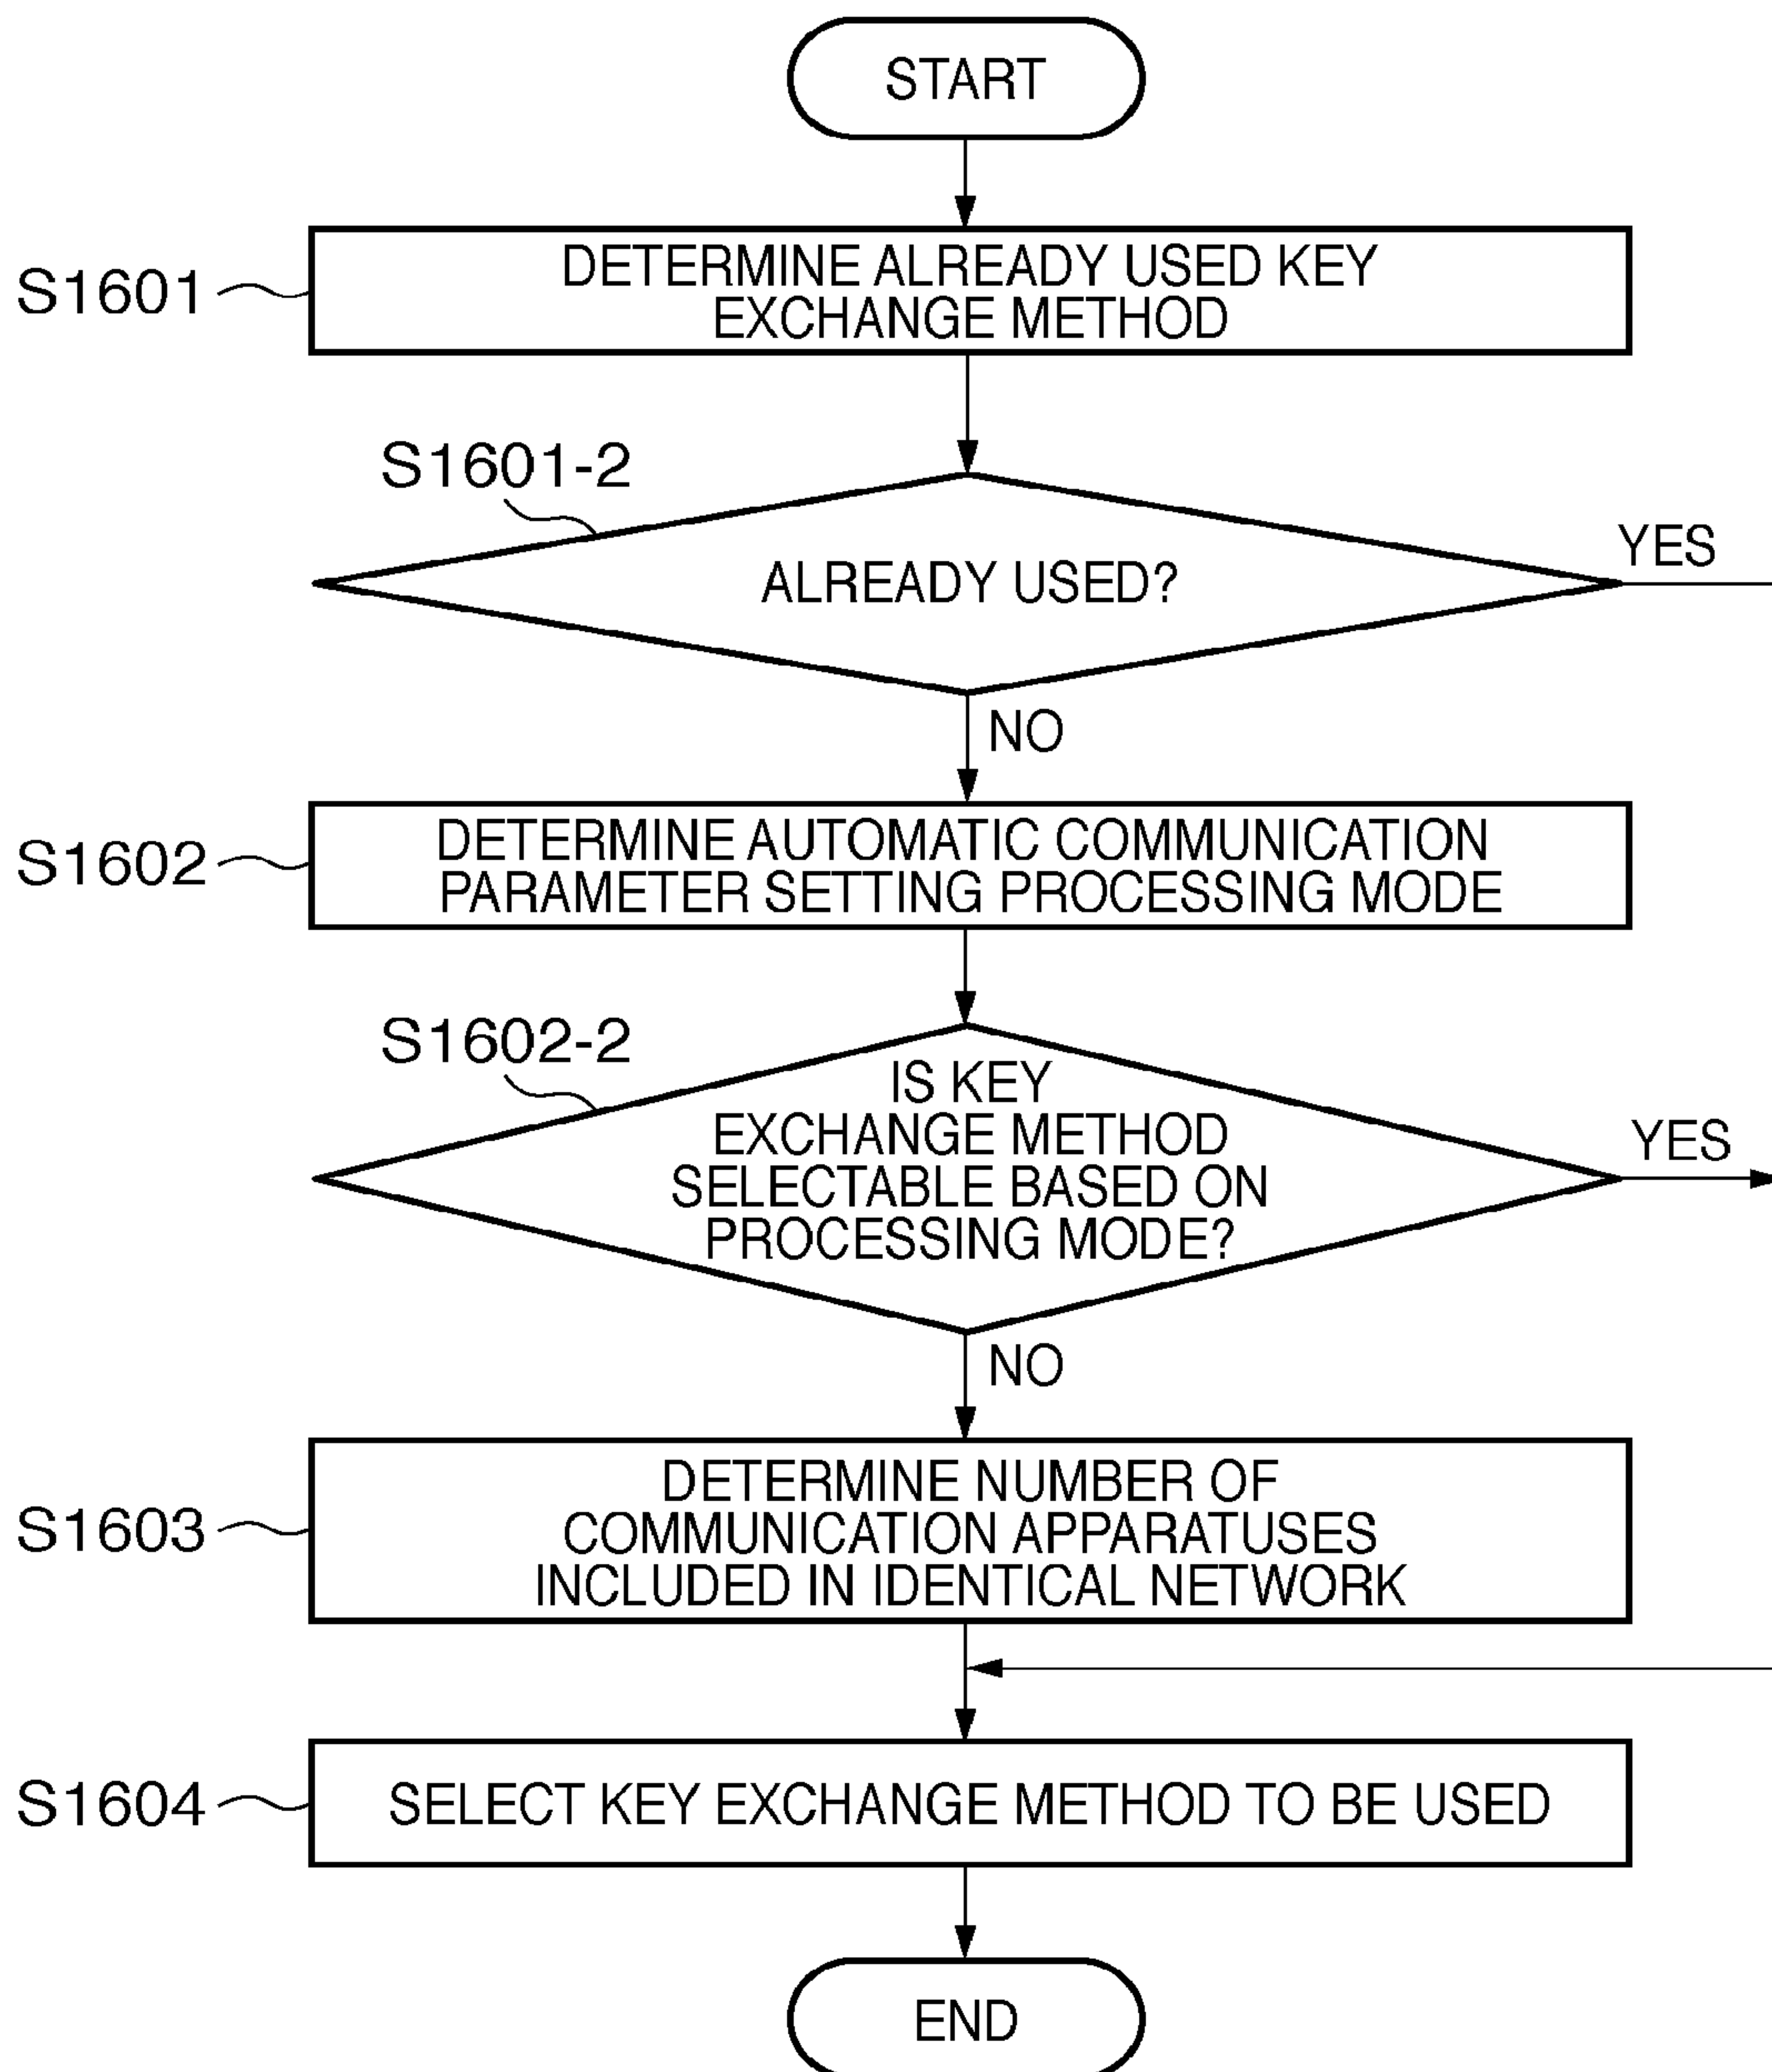 START
S1601
DETERMINE ALREADY USED KEY
EXCHANGE METHOD
S1601-2
ALREADY USED?
YES
NO
S1602
DETERMINE AUTOMATIC COMMUNICATION
PARAMETER SETTING PROCESSING MODE
S1602-2
IS KEY
EXCHANGE METHOD
SELECTABLE BASED ON
PROCESSING MODE?
YES
NO
S1603
DETERMINE NUMBER OF
COMMUNICATION APPARATUSES
INCLUDED IN IDENTICAL NETWORK
S1604
SELECT KEY EXCHANGE METHOD TO BE USED
END